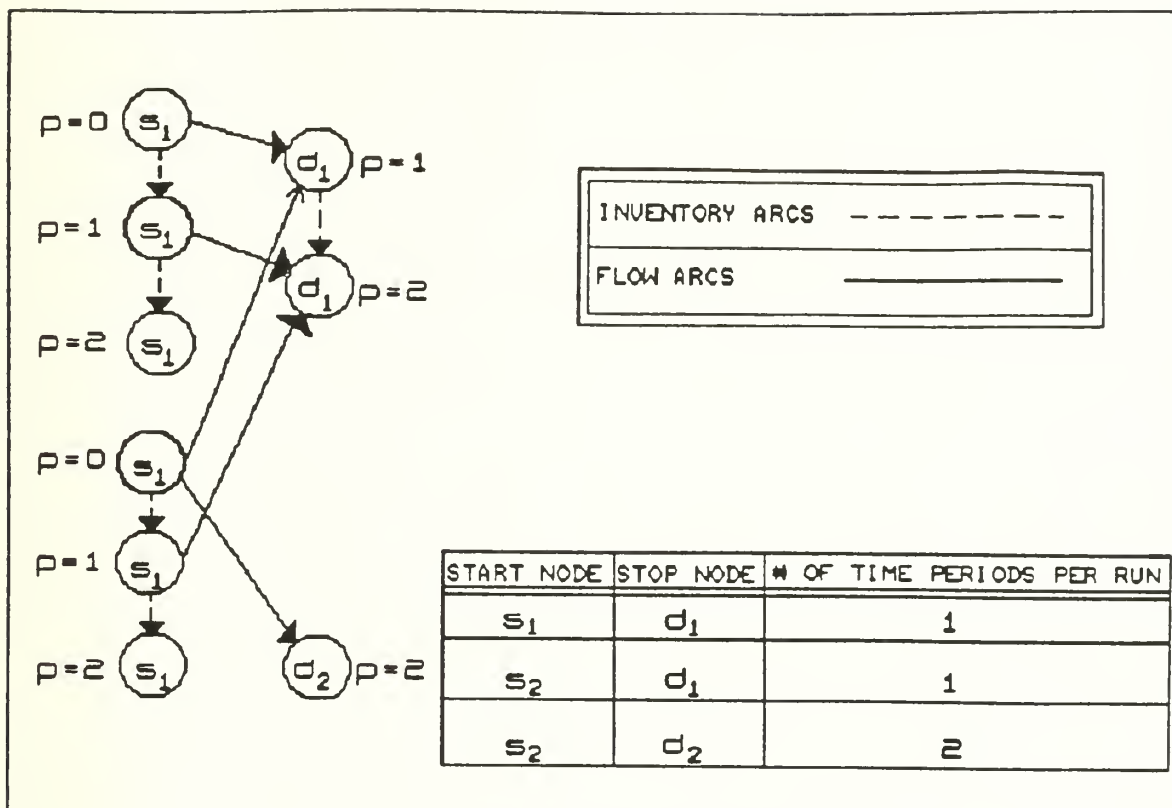 p=0 s₁
d₁ p=1
p=1 s₁
d₁ p=2
p=2 s₁
INVENTORY ARCS
FLOW ARCS
p=0 s₁
p=1 s₁
p=2 s₁
d₂ p=2
START NODE STOP NODE # OF TIME PERIODS PER RUN
s₁ d₁ 1
s₂ d₁ 1
s₂ d₂ 2